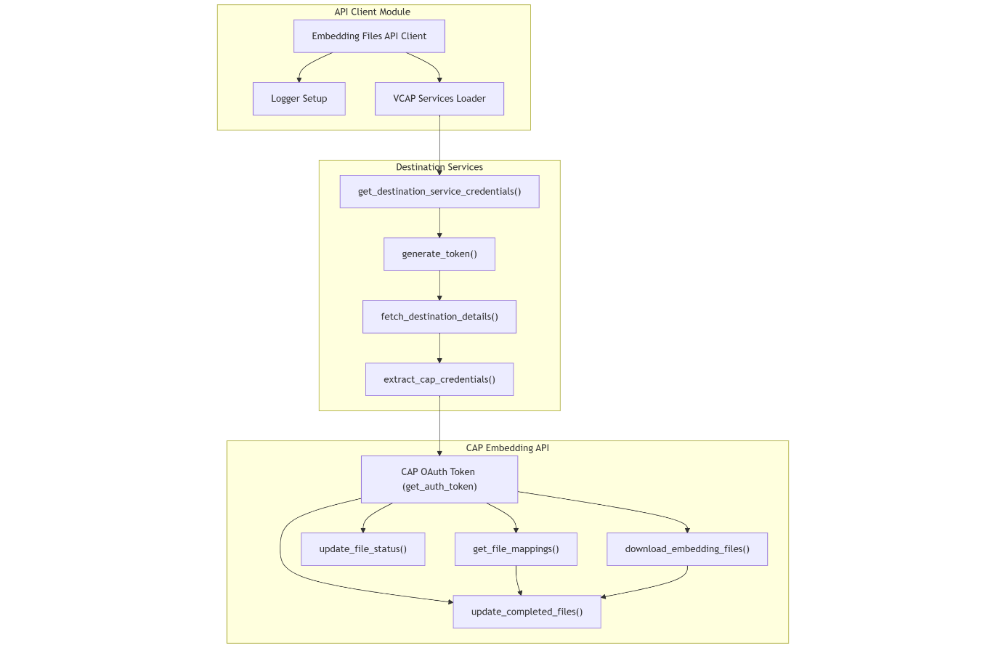 API Client Module
Embedding Files API Client
Logger Setup
VCAP Services Loader
Destination Services
get_destination_service_credentials()
generate_token()
fetch_destination_details()
extract_cap_credentials()
CAP Embedding API
CAP OAuth Token
(get_auth_token)
update_file_status()
get_file_mappings()
download_embedding_files()
update_completed_files()